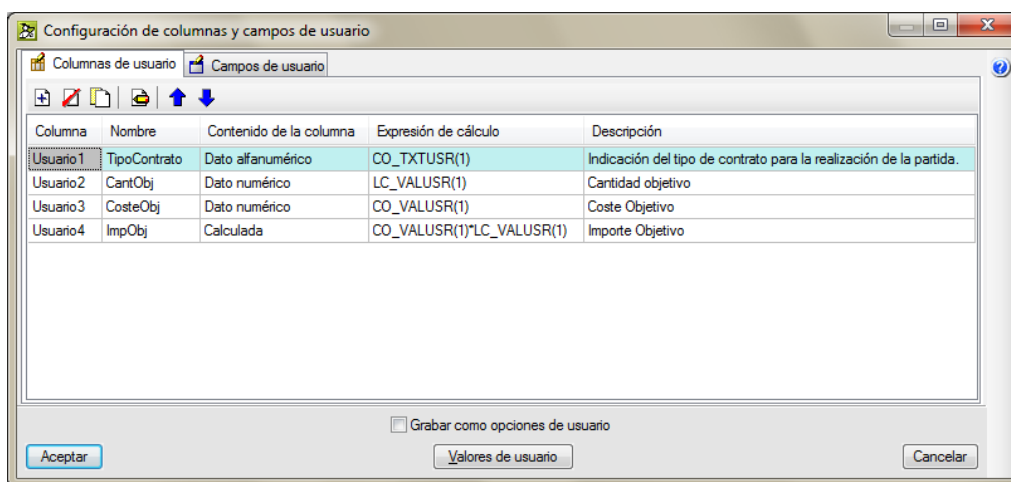 Configuración de columnas y campos de usuario
Columnas de usuario Campos de usuario
Columna Nombre Contenido de la columna Expresión de cálculo Descripción
Usuario1 TipoContrato Dato alfanumérico CO_TXTUSR(1) Indicación del tipo de contrato para la realización de la partida.
Usuario2 CantObj Dato numérico LC_VALUSR(1) Cantidad objetivo
Usuario3 CosteObj Dato numérico CO_VALUSR(1) Coste Objetivo
Usuario4 ImpObj Calculada CO_VALUSR(1)*LC_VALUSR(1) Importe Objetivo
Grabar como opciones de usuario
Aceptar Valores de usuario Cancelar